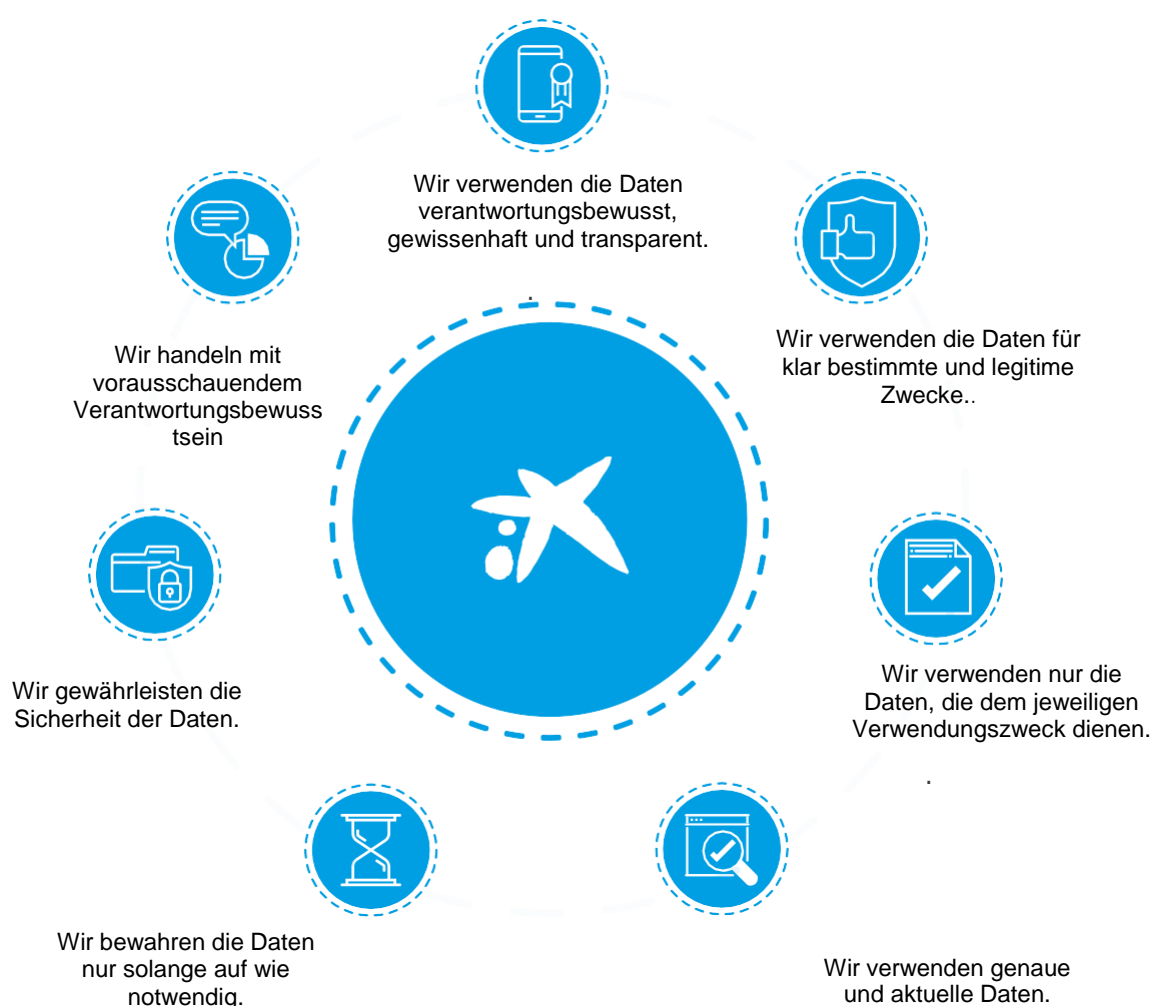 Wir verwenden die Daten
verantwortungsbewusst,
gewissenhaft und transparent.
.
Wir verwenden die Daten für
klar bestimmte und legitime
Zwecke..
Wir handeln mit
vorausschauendem
Verantwortungsbewuss
tsein
Wir verwenden nur die
Daten, die dem jeweiligen
Verwendungszweck dienen.
.
Wir gewährleisten die
Sicherheit der Daten.
Wir bewahren die Daten
nur solange auf wie
notwendig.
Wir verwenden genaue
und aktuelle Daten.